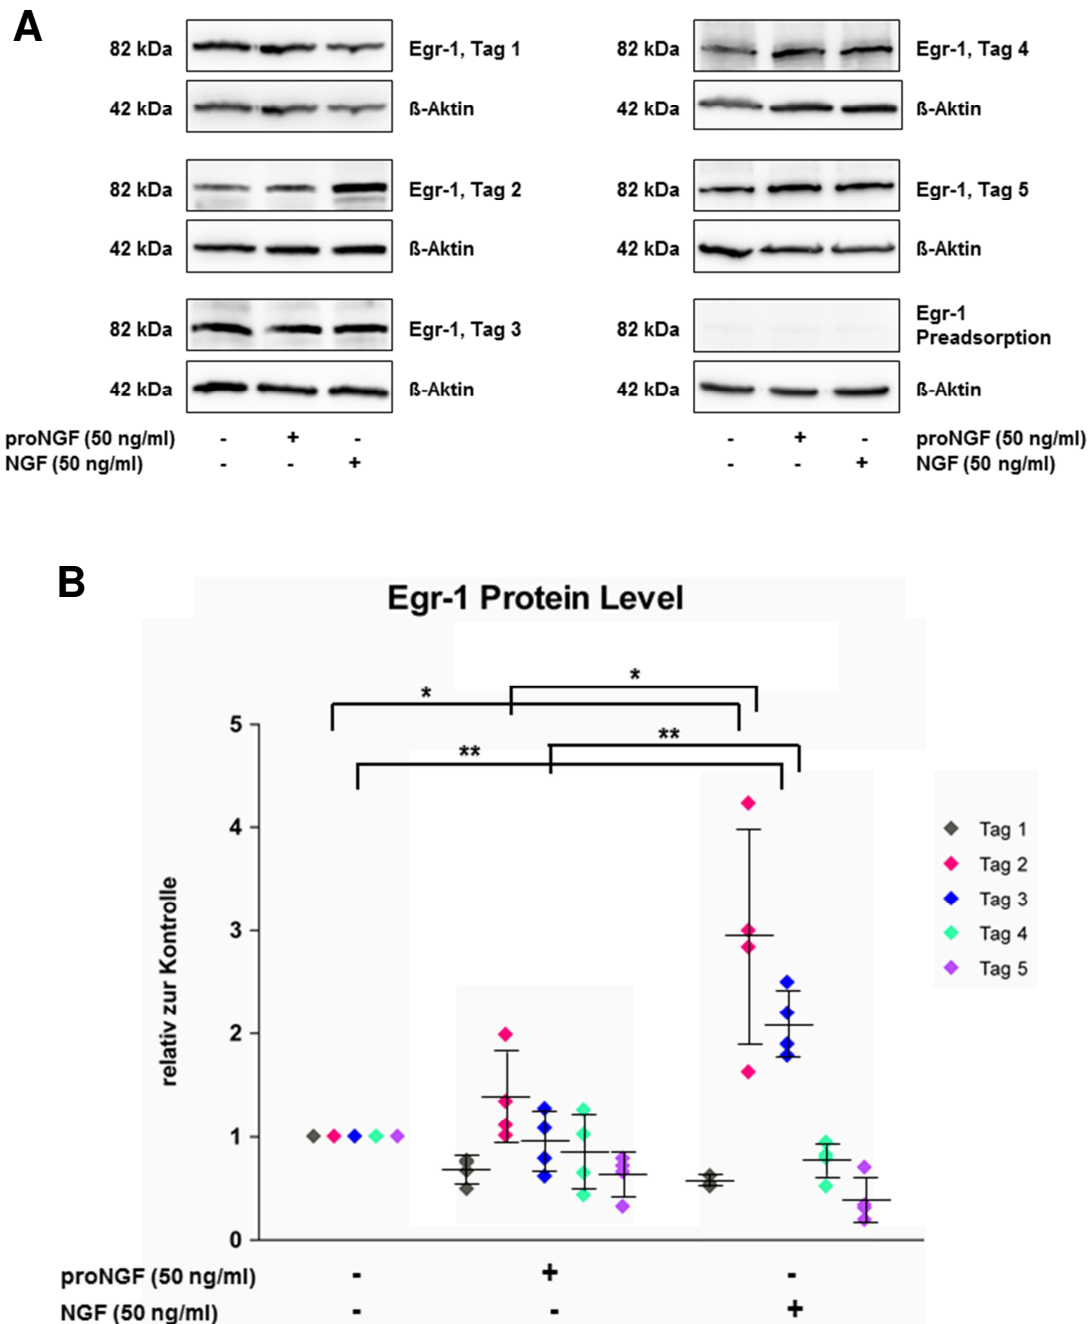 A
82 kDa Egr-1, Tag 1
42 kDa ß-Aktin
82 kDa Egr-1, Tag 2
42 kDa ß-Aktin
82 kDa Egr-1, Tag 3
42 kDa ß-Aktin
proNGF (50 ng/ml) - + -
NGF (50 ng/ml) - - +
82 kDa Egr-1, Tag 4
42 kDa ß-Aktin
82 kDa Egr-1, Tag 5
42 kDa ß-Aktin
82 kDa Egr-1
Preadsorption
42 kDa ß-Aktin
- + - proNGF (50 ng/ml)
- - + NGF (50 ng/ml)
B
Egr-1 Protein Level
*
*
**
**
5
4
3
2
1
0
relativ zur Kontrolle
Tag 1
Tag 2
Tag 3
Tag 4
Tag 5
proNGF (50 ng/ml) - + -
NGF (50 ng/ml) - - +